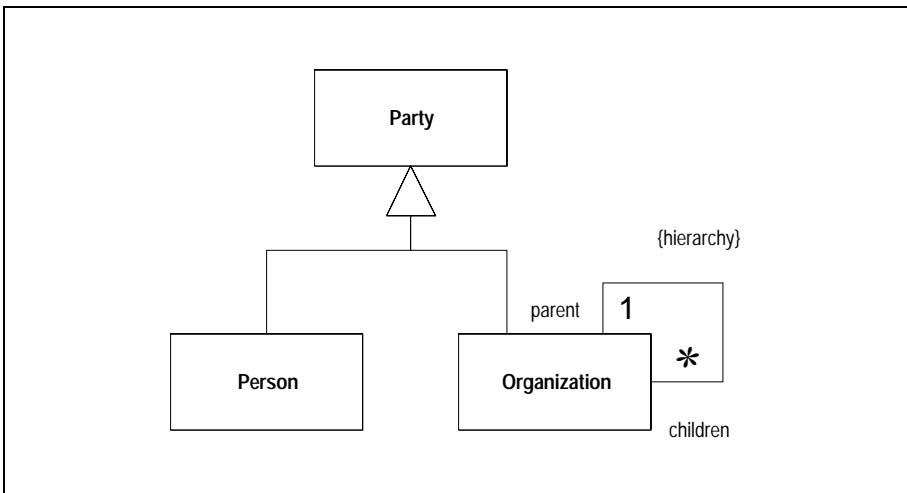 Party
{hierarchy}
parent
1
*
Person
Organization
children